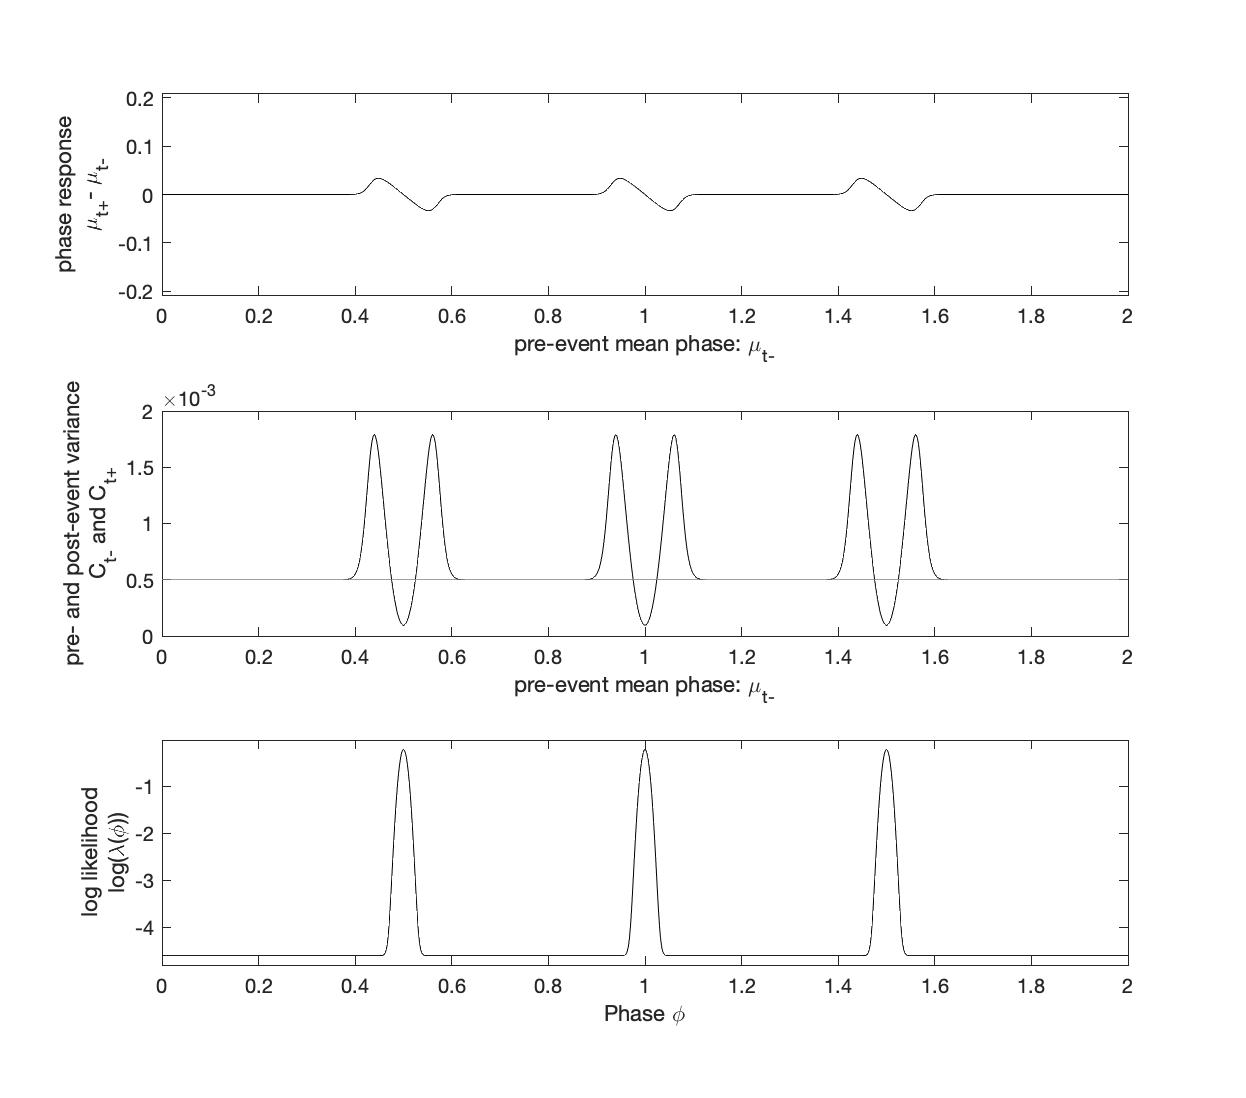 phase response
μt+- μt-
0.2
0.1
0
-0.1
-0.2
0 0.2 0.4 0.6 0.8 1 1.2 1.4 1.6 1.8 2
pre-event mean phase: μt-
pre- and post-event variance
Ct- and Ct+
×10-3
2
1.5
1
0.5
0
0 0.2 0.4 0.6 0.8 1 1.2 1.4 1.6 1.8 2
pre-event mean phase: μt-
log likelihood
log(λ(ϕ))
-1
-2
-3
-4
0 0.2 0.4 0.6 0.8 1 1.2 1.4 1.6 1.8 2
Phase ϕ